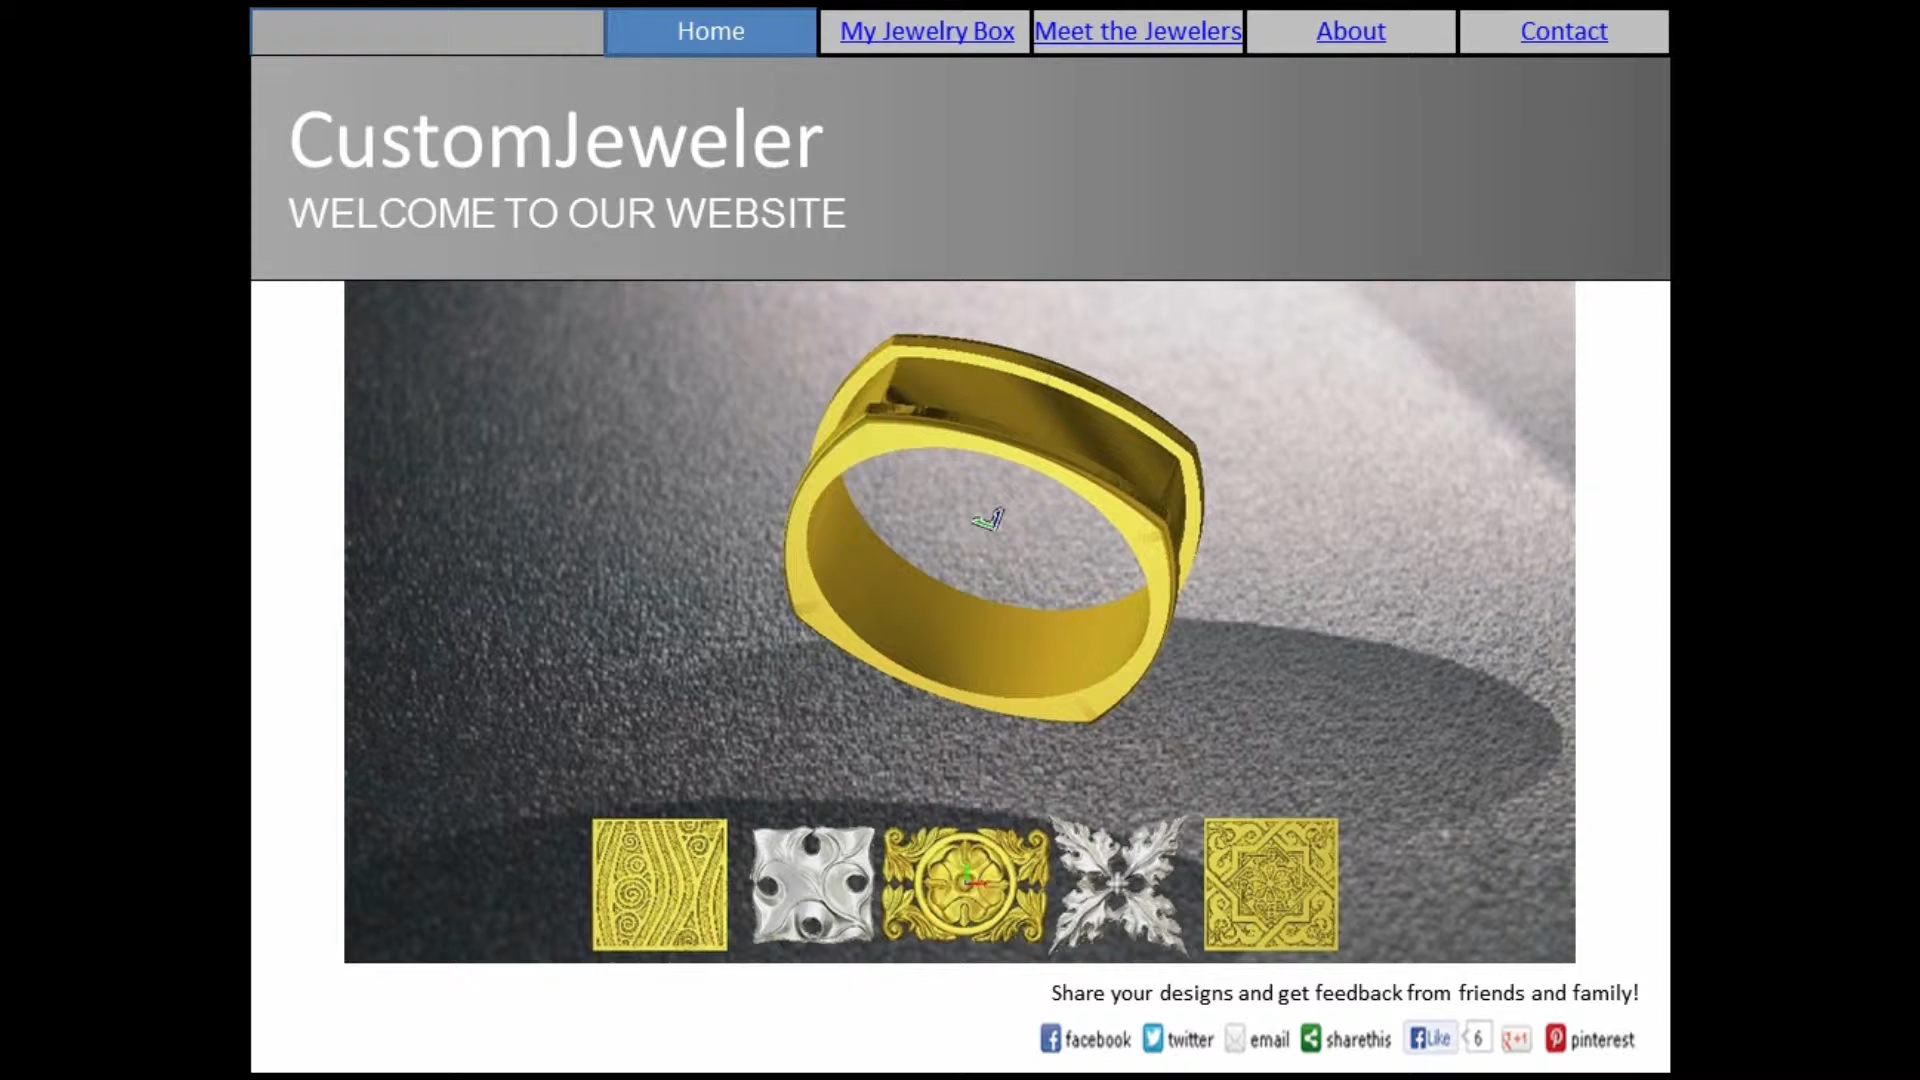 Home My Jewelry Box Meet the Jewelers About Contact
CustomJeweler
WELCOME TO OUR WEBSITE
Share your designs and get feedback from friends and family!
facebook twitter email sharethis Like 6 +1 pinterest